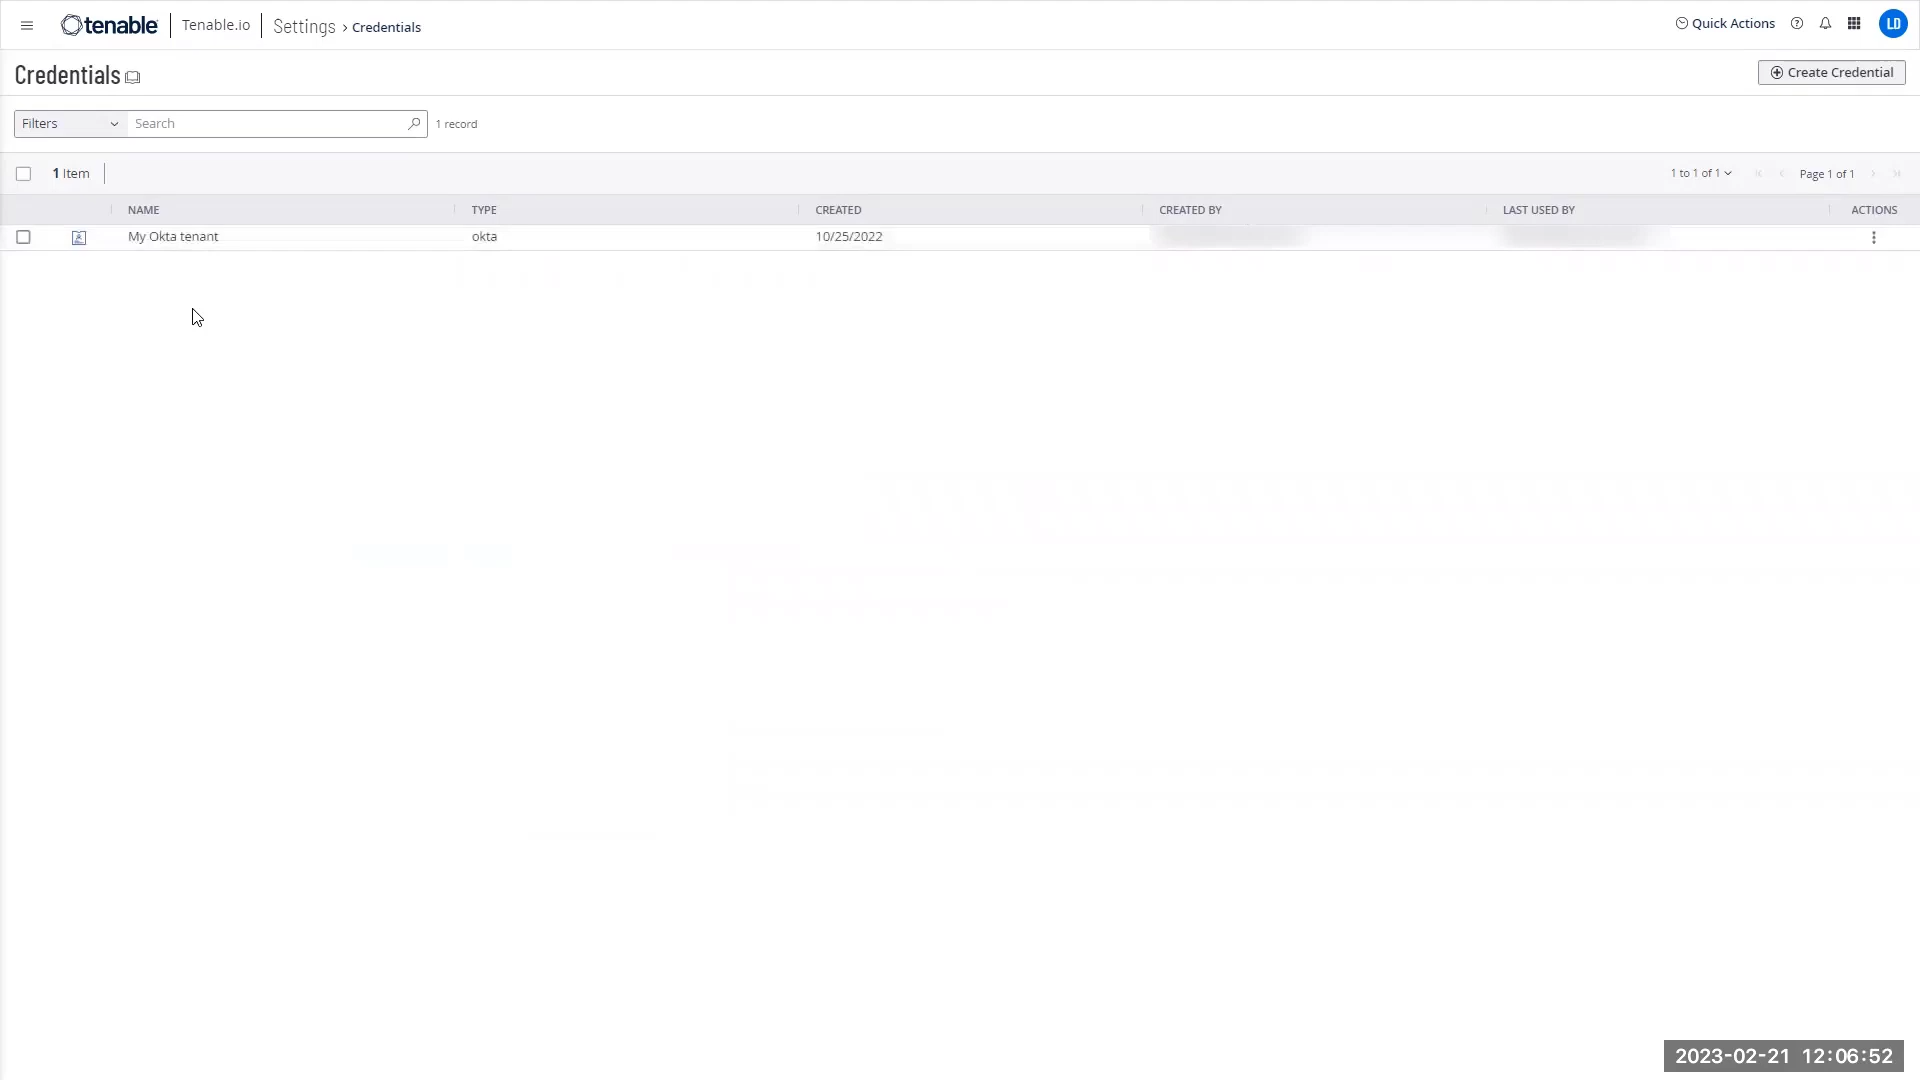 tenable Tenable.io Settings › Credentials Quick Actions LD
Credentials Create Credential
Filters Search 1 record
1 Item 1 to 1 of 1 Page 1 of 1
NAME TYPE CREATED CREATED BY LAST USED BY ACTIONS
My Okta tenant okta 10/25/2022
2023-02-21 12:06:52